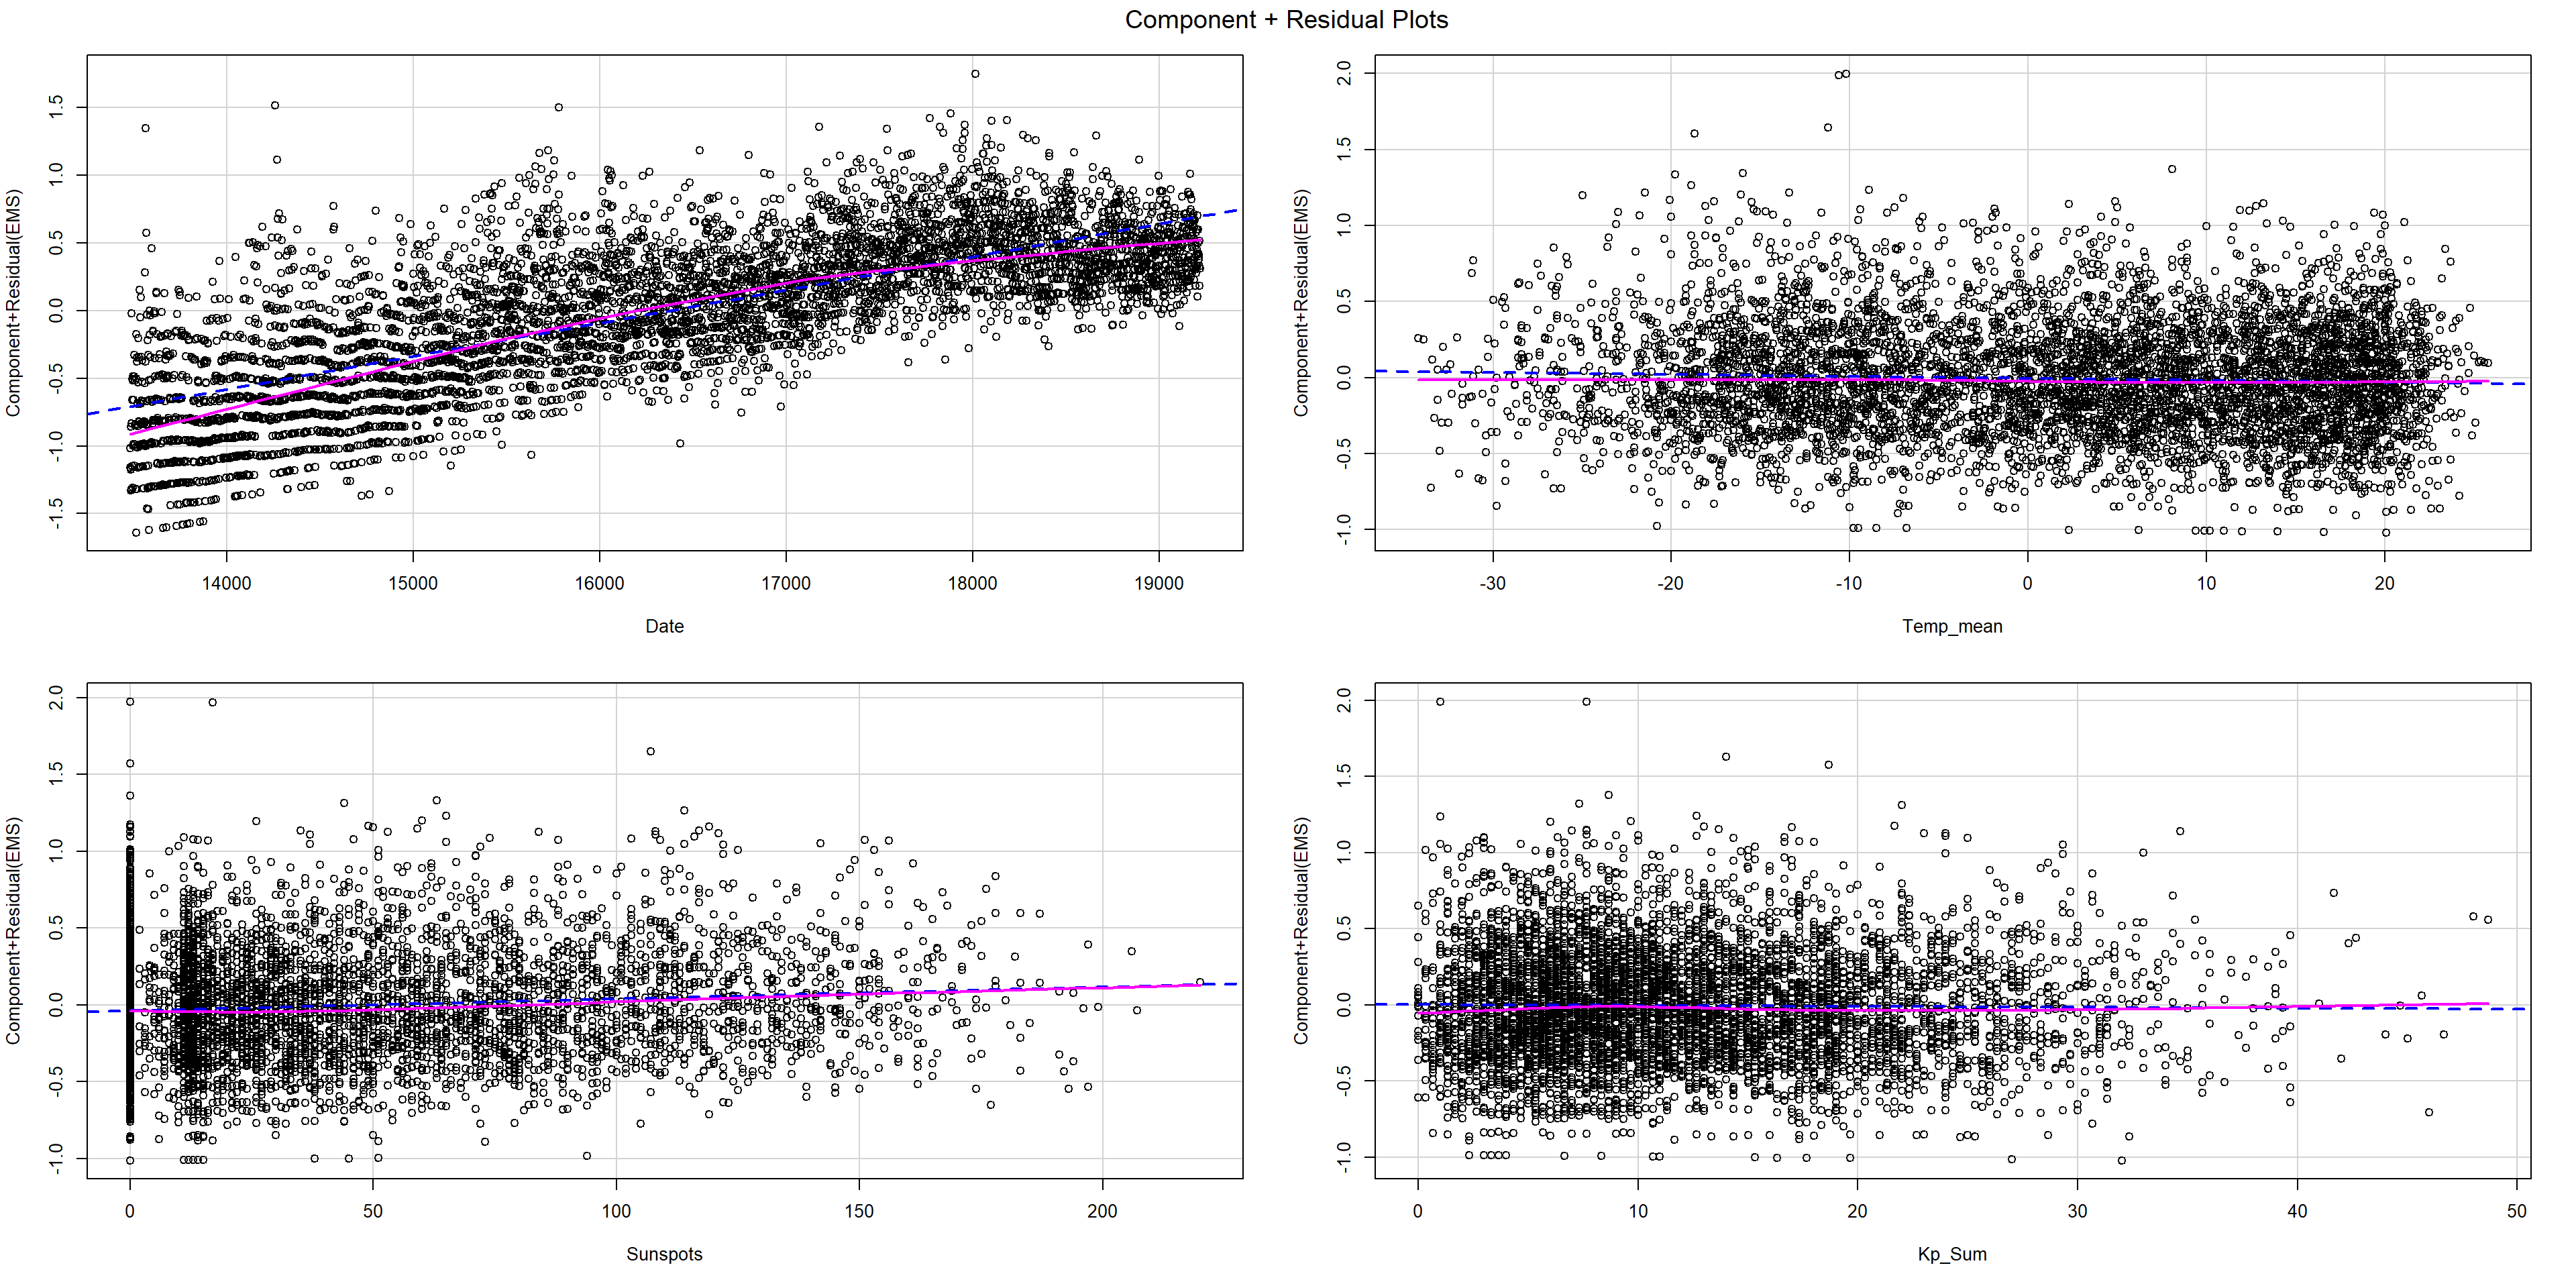 Component + Residual Plots
Component+Residual(EMS)
1.5
1.0
0.5
0.0
-0.5
-1.0
-1.5
14000 15000 16000 17000 18000 19000
Date
Component+Residual(EMS)
2.0
1.5
1.0
0.5
0.0
-0.5
-1.0
-30 -20 -10 0 10 20
Temp_mean
Component+Residual(EMS)
2.0
1.5
1.0
0.5
0.0
-0.5
-1.0
0 50 100 150 200
Sunspots
Component+Residual(EMS)
2.0
1.5
1.0
0.5
0.0
-0.5
-1.0
0 10 20 30 40 50
Kp_Sum